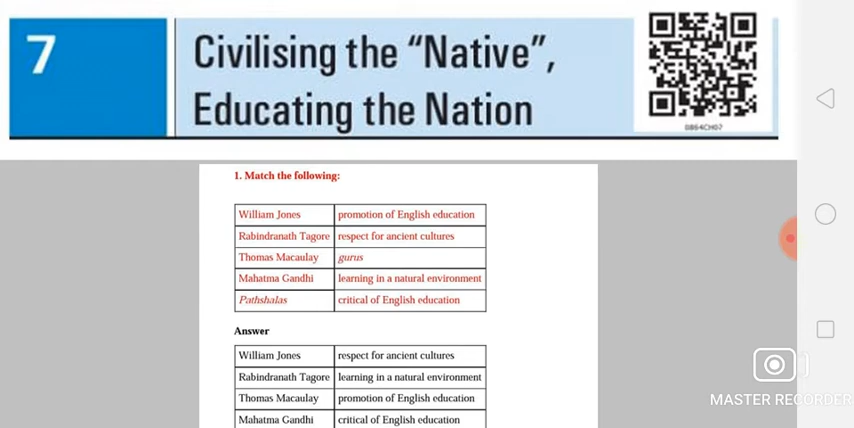 7
Civilising the “Native”,
Educating the Nation
0864CH07
1. Match the following:
William Jones promotion of English education
Rabindranath Tagore respect for ancient cultures
Thomas Macaulay gurus
Mahatma Gandhi learning in a natural environment
Pathshalas critical of English education
Answer
William Jones respect for ancient cultures
Rabindranath Tagore learning in a natural environment
Thomas Macaulay promotion of English education
Mahatma Gandhi critical of English education
MASTER RECORDER